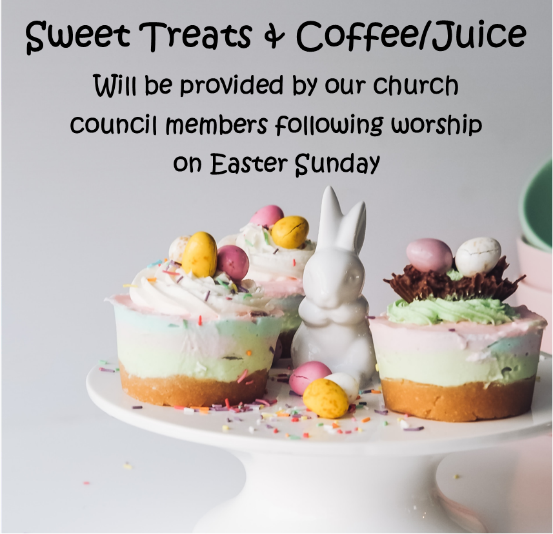 Sweet Treats & Coffee/Juice
Will be provided by our church
council members following worship
on Easter Sunday